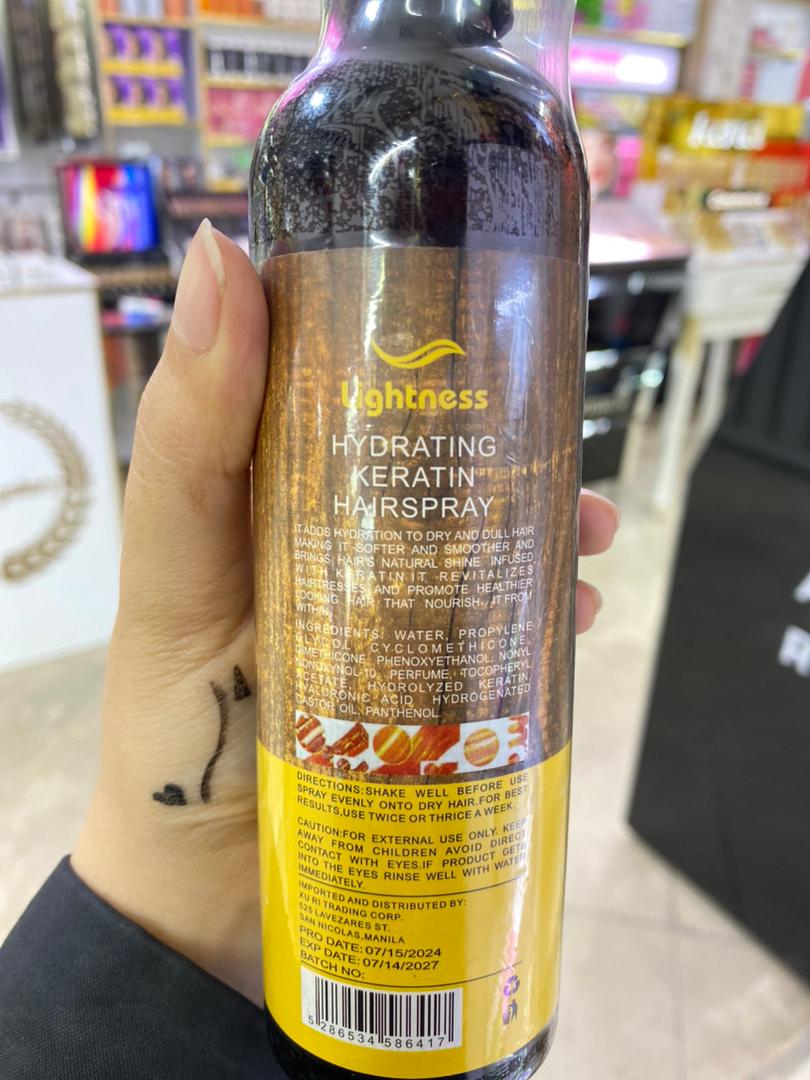 Lightness
HYDRATING
KERATIN
HAIRSPRAY
IT ADDS HYDRATION TO DRY AND DULL HAIR
MAKING IT SOFTER AND SMOOTHER AND
BRINGS HAIR'S NATURAL SHINE. INFUSED
WITH KERATIN IT REVITALIZES
HAIRTRESSES AND PROMOTE HEALTHIER
LOOKING HAIR THAT NOURISH IT FROM
WITHIN.
INGREDIENTS: WATER, PROPYLENE
GLYCOL, CYCLOMETHICONE,
DIMETHICONE, PHENOXYETHANOL, NONYL
NONOXYNOL-10, PERFUME, TOCOPHERYL
ACETATE, HYDROLYZED KERATIN,
HYALURONIC ACID HYDROGENATED
CASTOR OIL, PANTHENOL.
DIRECTIONS:SHAKE WELL BEFORE USE
SPRAY EVENLY ONTO DRY HAIR.FOR BEST
RESULTS,USE TWICE OR THRICE A WEEK.
CAUTION:FOR EXTERNAL USE ONLY. KEEP
AWAY FROM CHILDREN AVOID DIRECT
CONTACT WITH EYES.IF PRODUCT GETS
INTO THE EYES RINSE WELL WITH WATER
IMMEDIATELY.
IMPORTED AND DISTRIBUTED BY:
XU RI TRADING CORP.
525 LAVEZARES ST.
SAN NICOLAS,MANILA
PRO DATE: 07/15/2024
EXP DATE: 07/14/2027
BATCH NO:
5 286534 586417